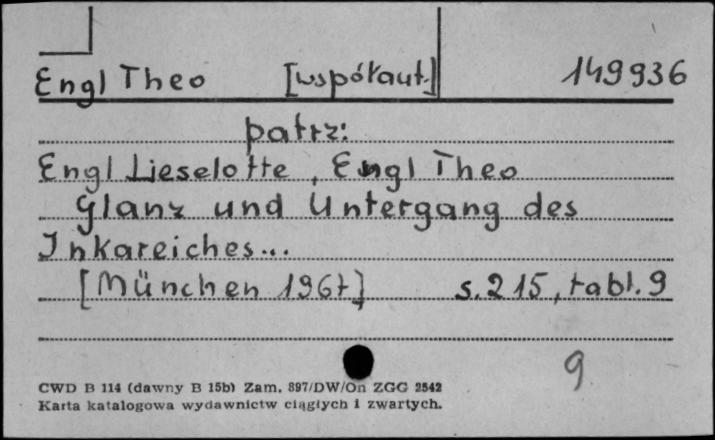 Engl Theo [współaut.] 149936
patrz:
Engl Lieselotte, Engl Theo
Glanz und Untergang des
Inkareiches...
[München 1967] s. 215, tabl. 9
9
CWD B 114 (dawny B 15b) Zam. 897/DW/On ZGG 2542
Karta katalogowa wydawnictw ciągłych i zwartych.